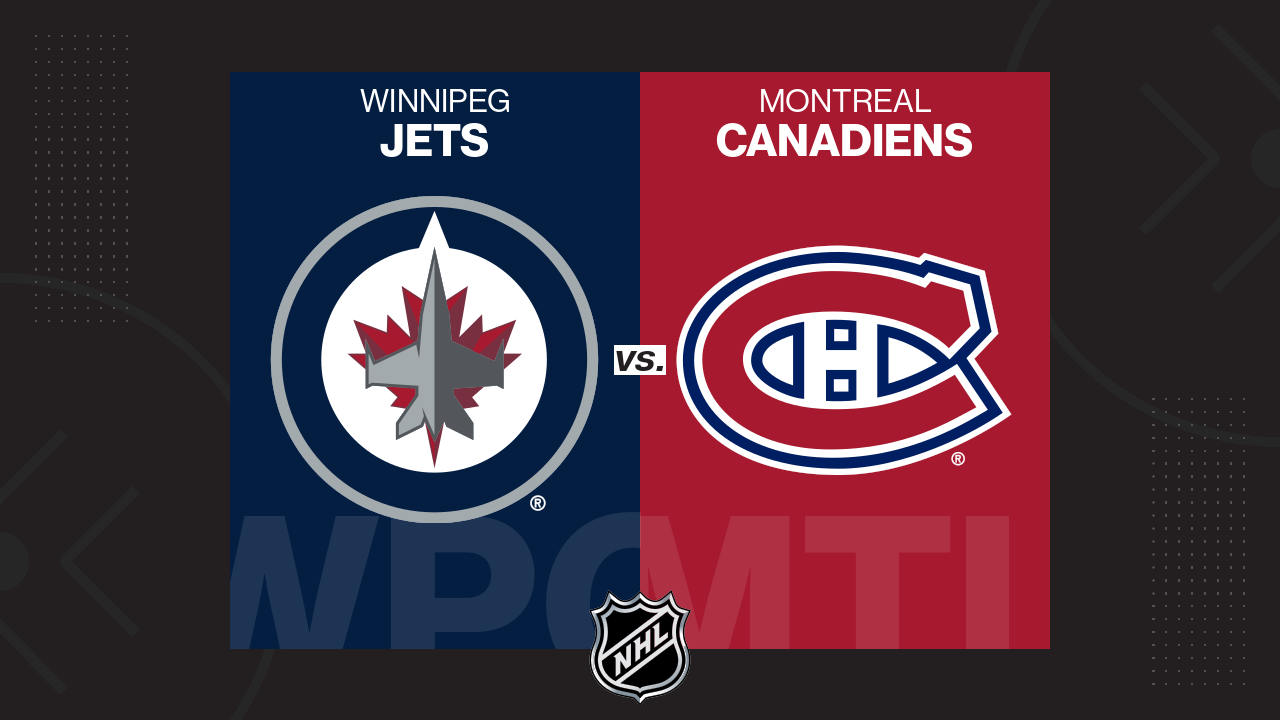 WINNIPEG
JETS
MONTREAL
CANADIENS
vs.
®
®
WPG
MTL
NHL